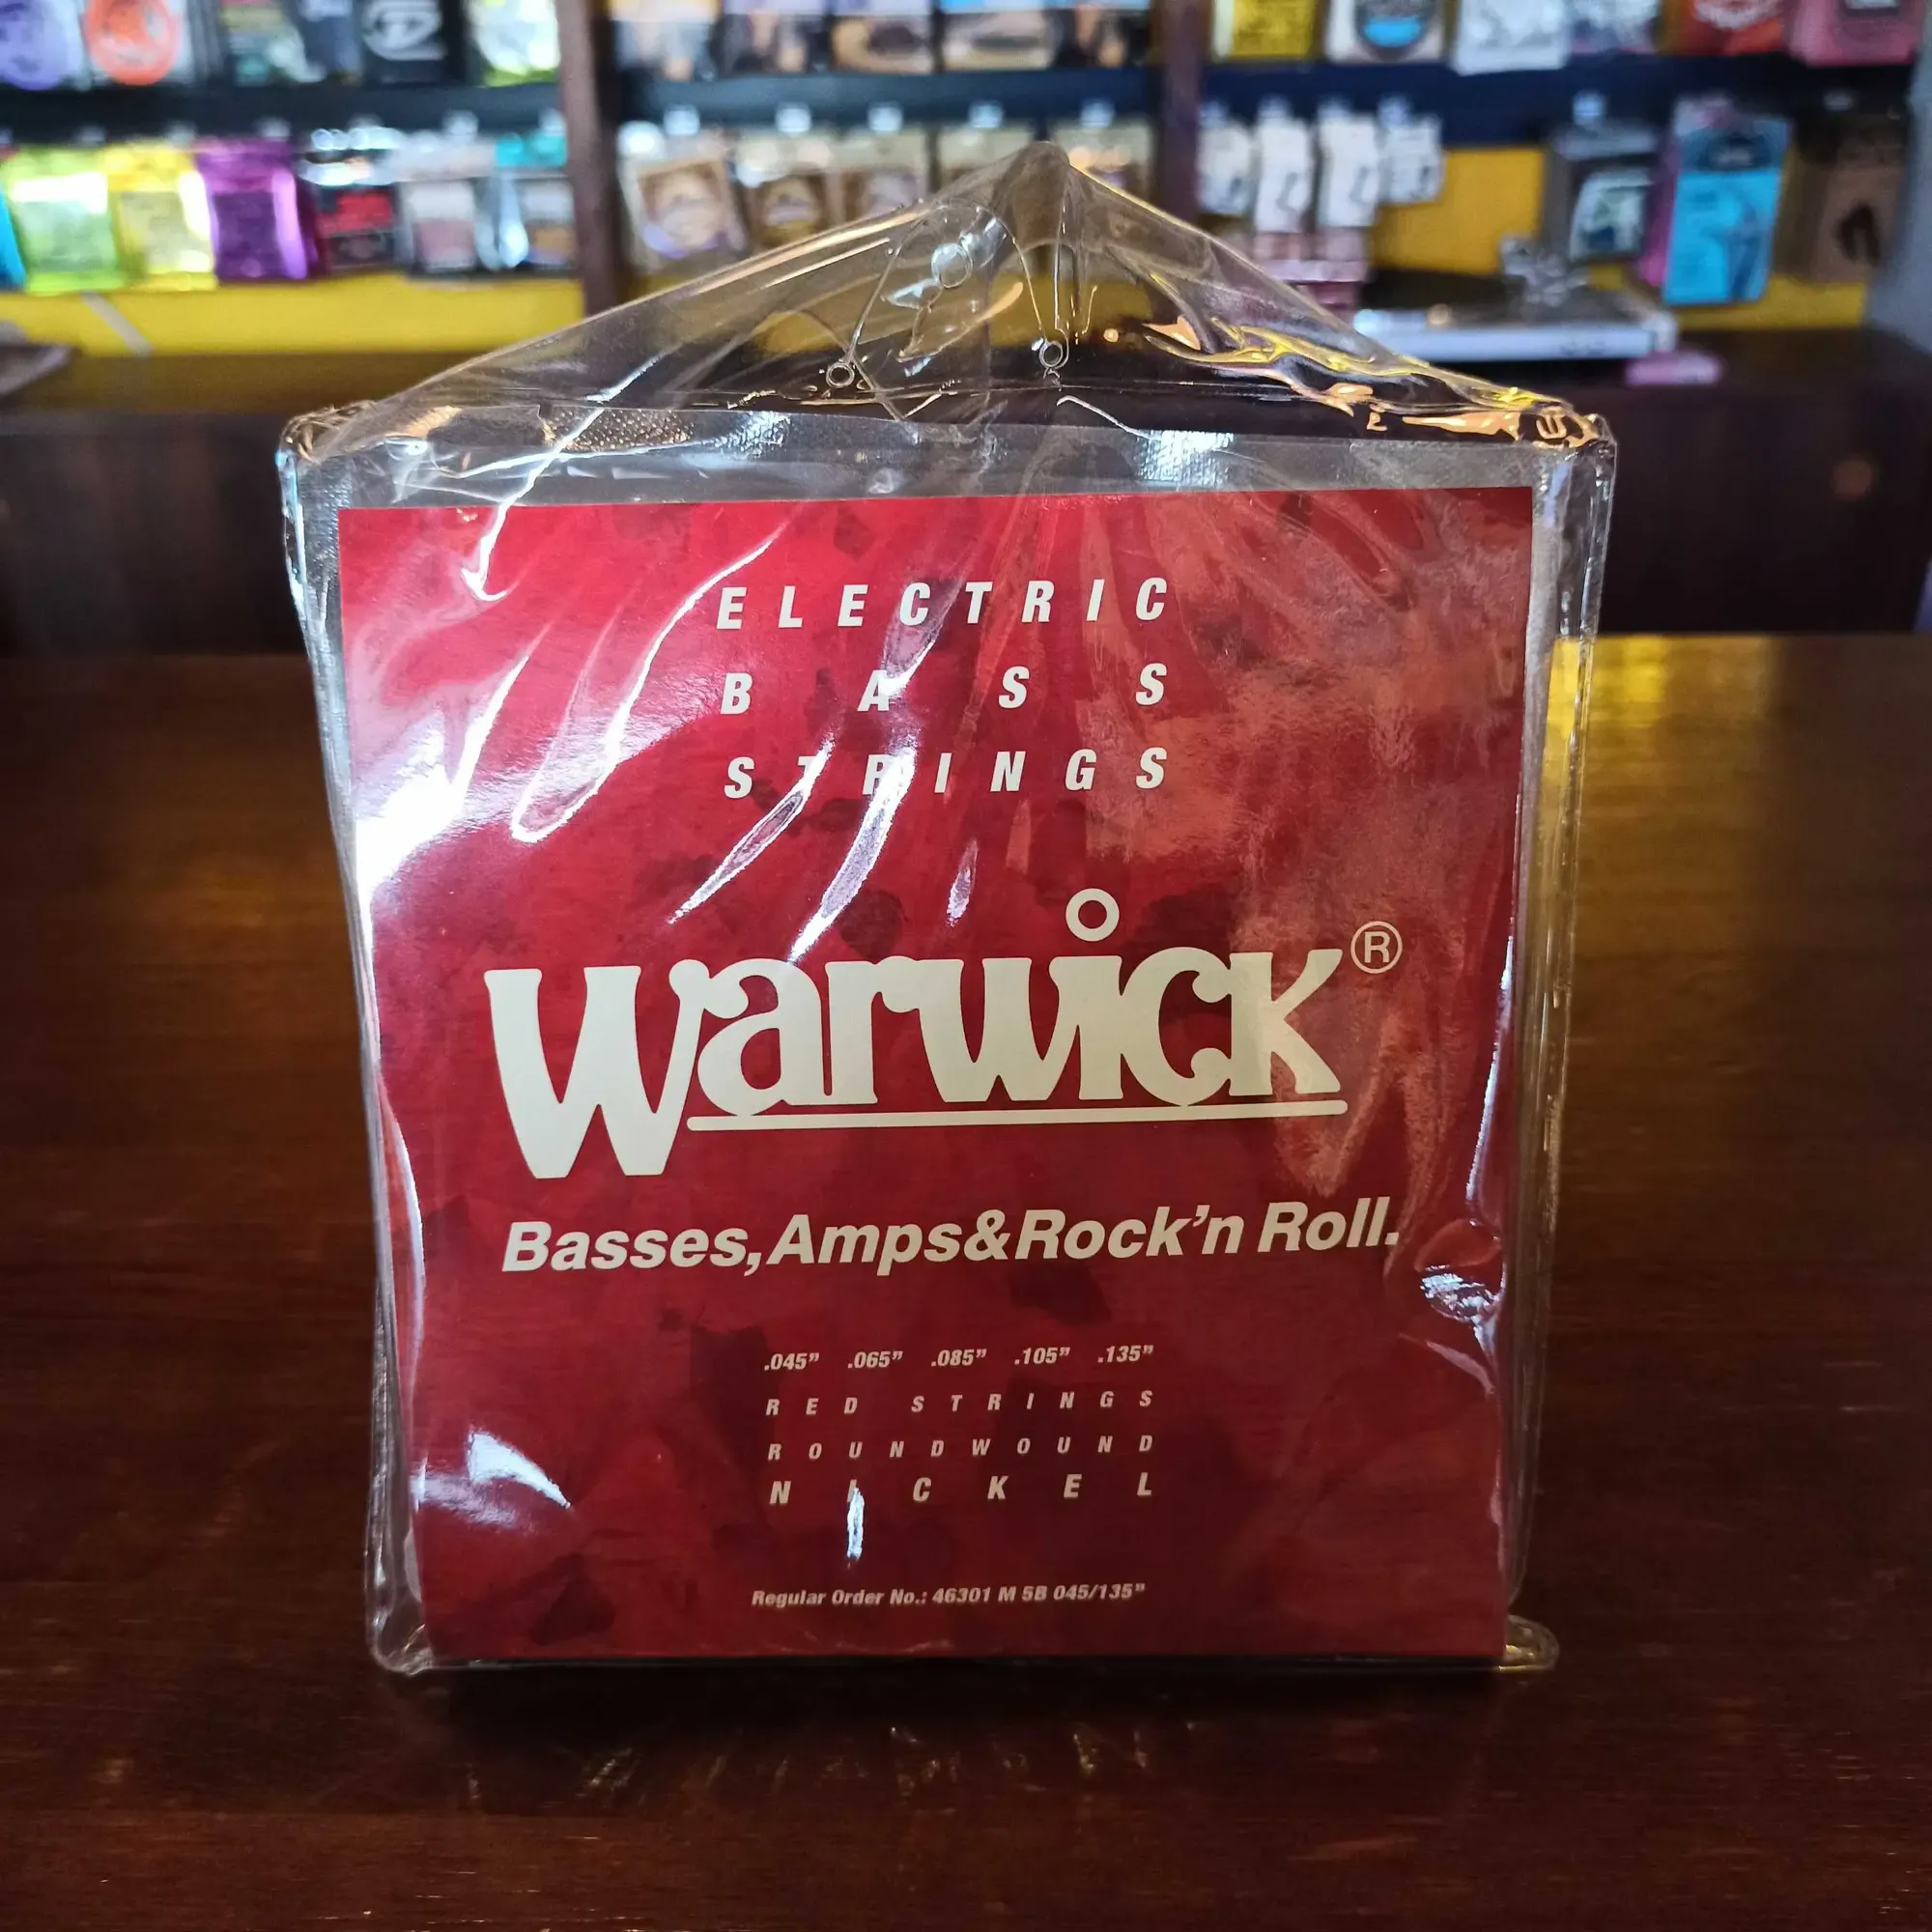 ELECTRIC
BASS
STRINGS
Warwick®
Basses, Amps & Rock'n Roll.
.045” .065” .085” .105” .135”
RED STRINGS
ROUNDWOUND
NICKEL
Regular Order No.: 46301 M 5B 045/135”